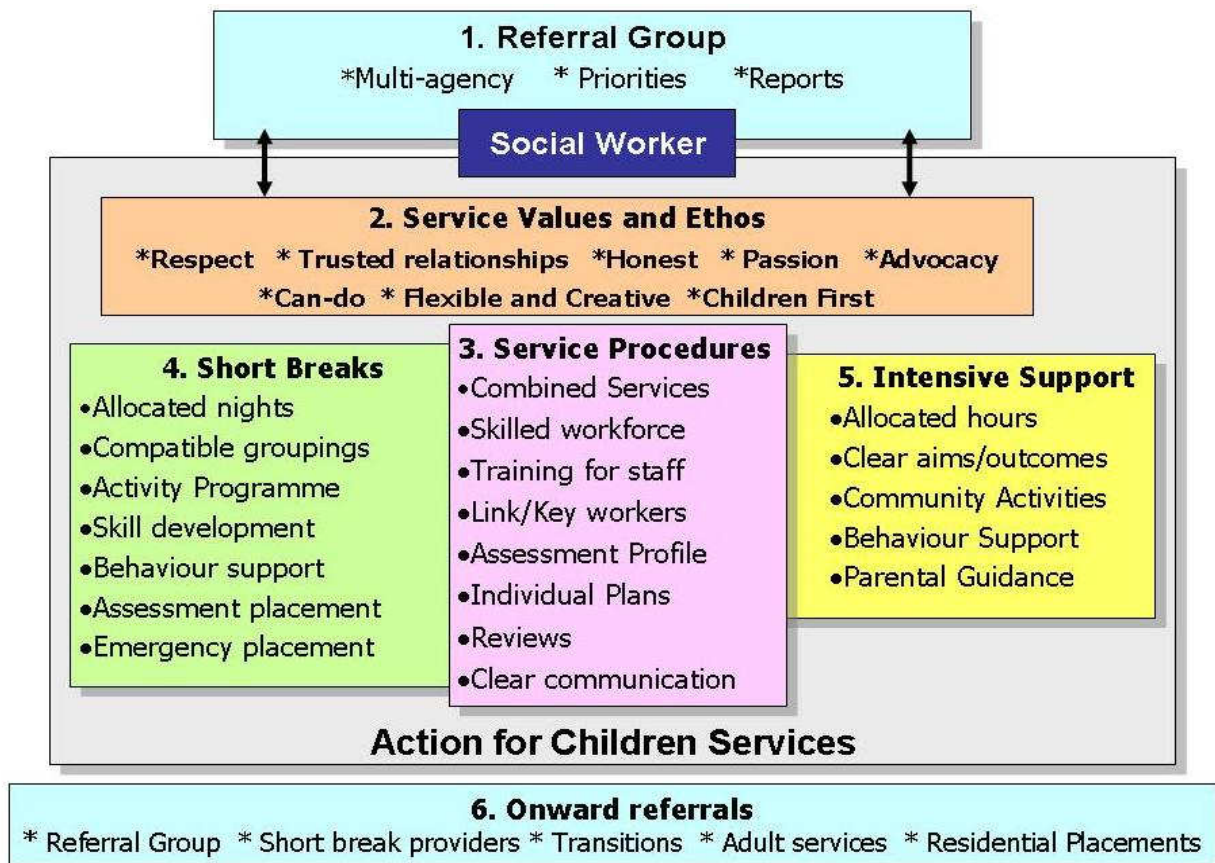 1. Referral Group
*Multi-agency * Priorities *Reports
Social Worker
2. Service Values and Ethos
*Respect * Trusted relationships *Honest * Passion *Advocacy
*Can-do * Flexible and Creative *Children First
4. Short Breaks
•Allocated nights
•Compatible groupings
•Activity Programme
•Skill development
•Behaviour support
•Assessment placement
•Emergency placement
3. Service Procedures
•Combined Services
•Skilled workforce
•Training for staff
•Link/Key workers
•Assessment Profile
•Individual Plans
•Reviews
•Clear communication
5. Intensive Support
•Allocated hours
•Clear aims/outcomes
•Community Activities
•Behaviour Support
•Parental Guidance
Action for Children Services
6. Onward referrals
* Referral Group * Short break providers * Transitions * Adult services * Residential Placements